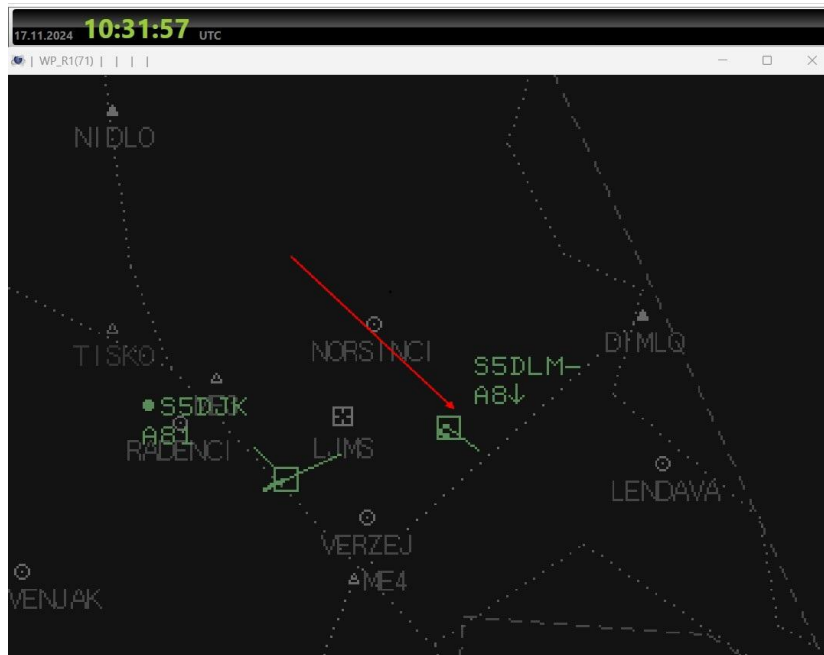 17.11.2024 10:31:57 UTC
| WP_R1(71) | | | |
NIDLO
TISKO
NORSINCI
DIMLO
S5DLM-
A8↓
S5DJK
A81
RADENCI
LJMS
LENDAVA
VERZEJ
ME4
VENJAK